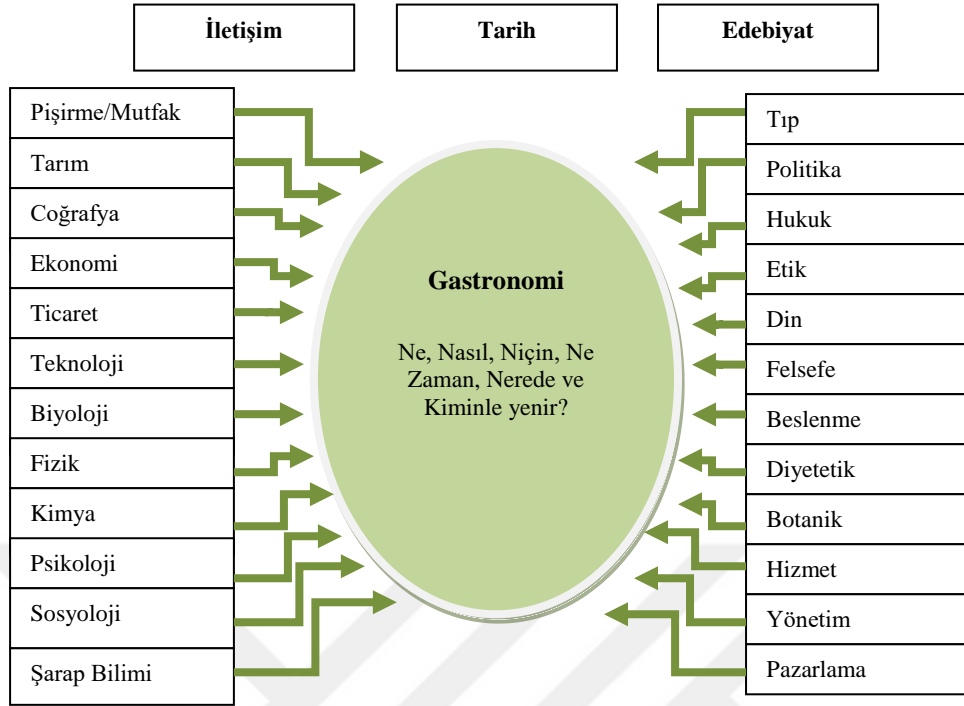 İletişim
Tarih
Edebiyat
Pişirme/Mutfak
Tarım
Coğrafya
Ekonomi
Ticaret
Teknoloji
Biyoloji
Fizik
Kimya
Psikoloji
Sosyoloji
Şarap Bilimi
Gastronomi
Ne, Nasıl, Niçin, Ne
Zaman, Nerede ve
Kiminle yenir?
Tıp
Politika
Hukuk
Etik
Din
Felsefe
Beslenme
Diyetetik
Botanik
Hizmet
Yönetim
Pazarlama